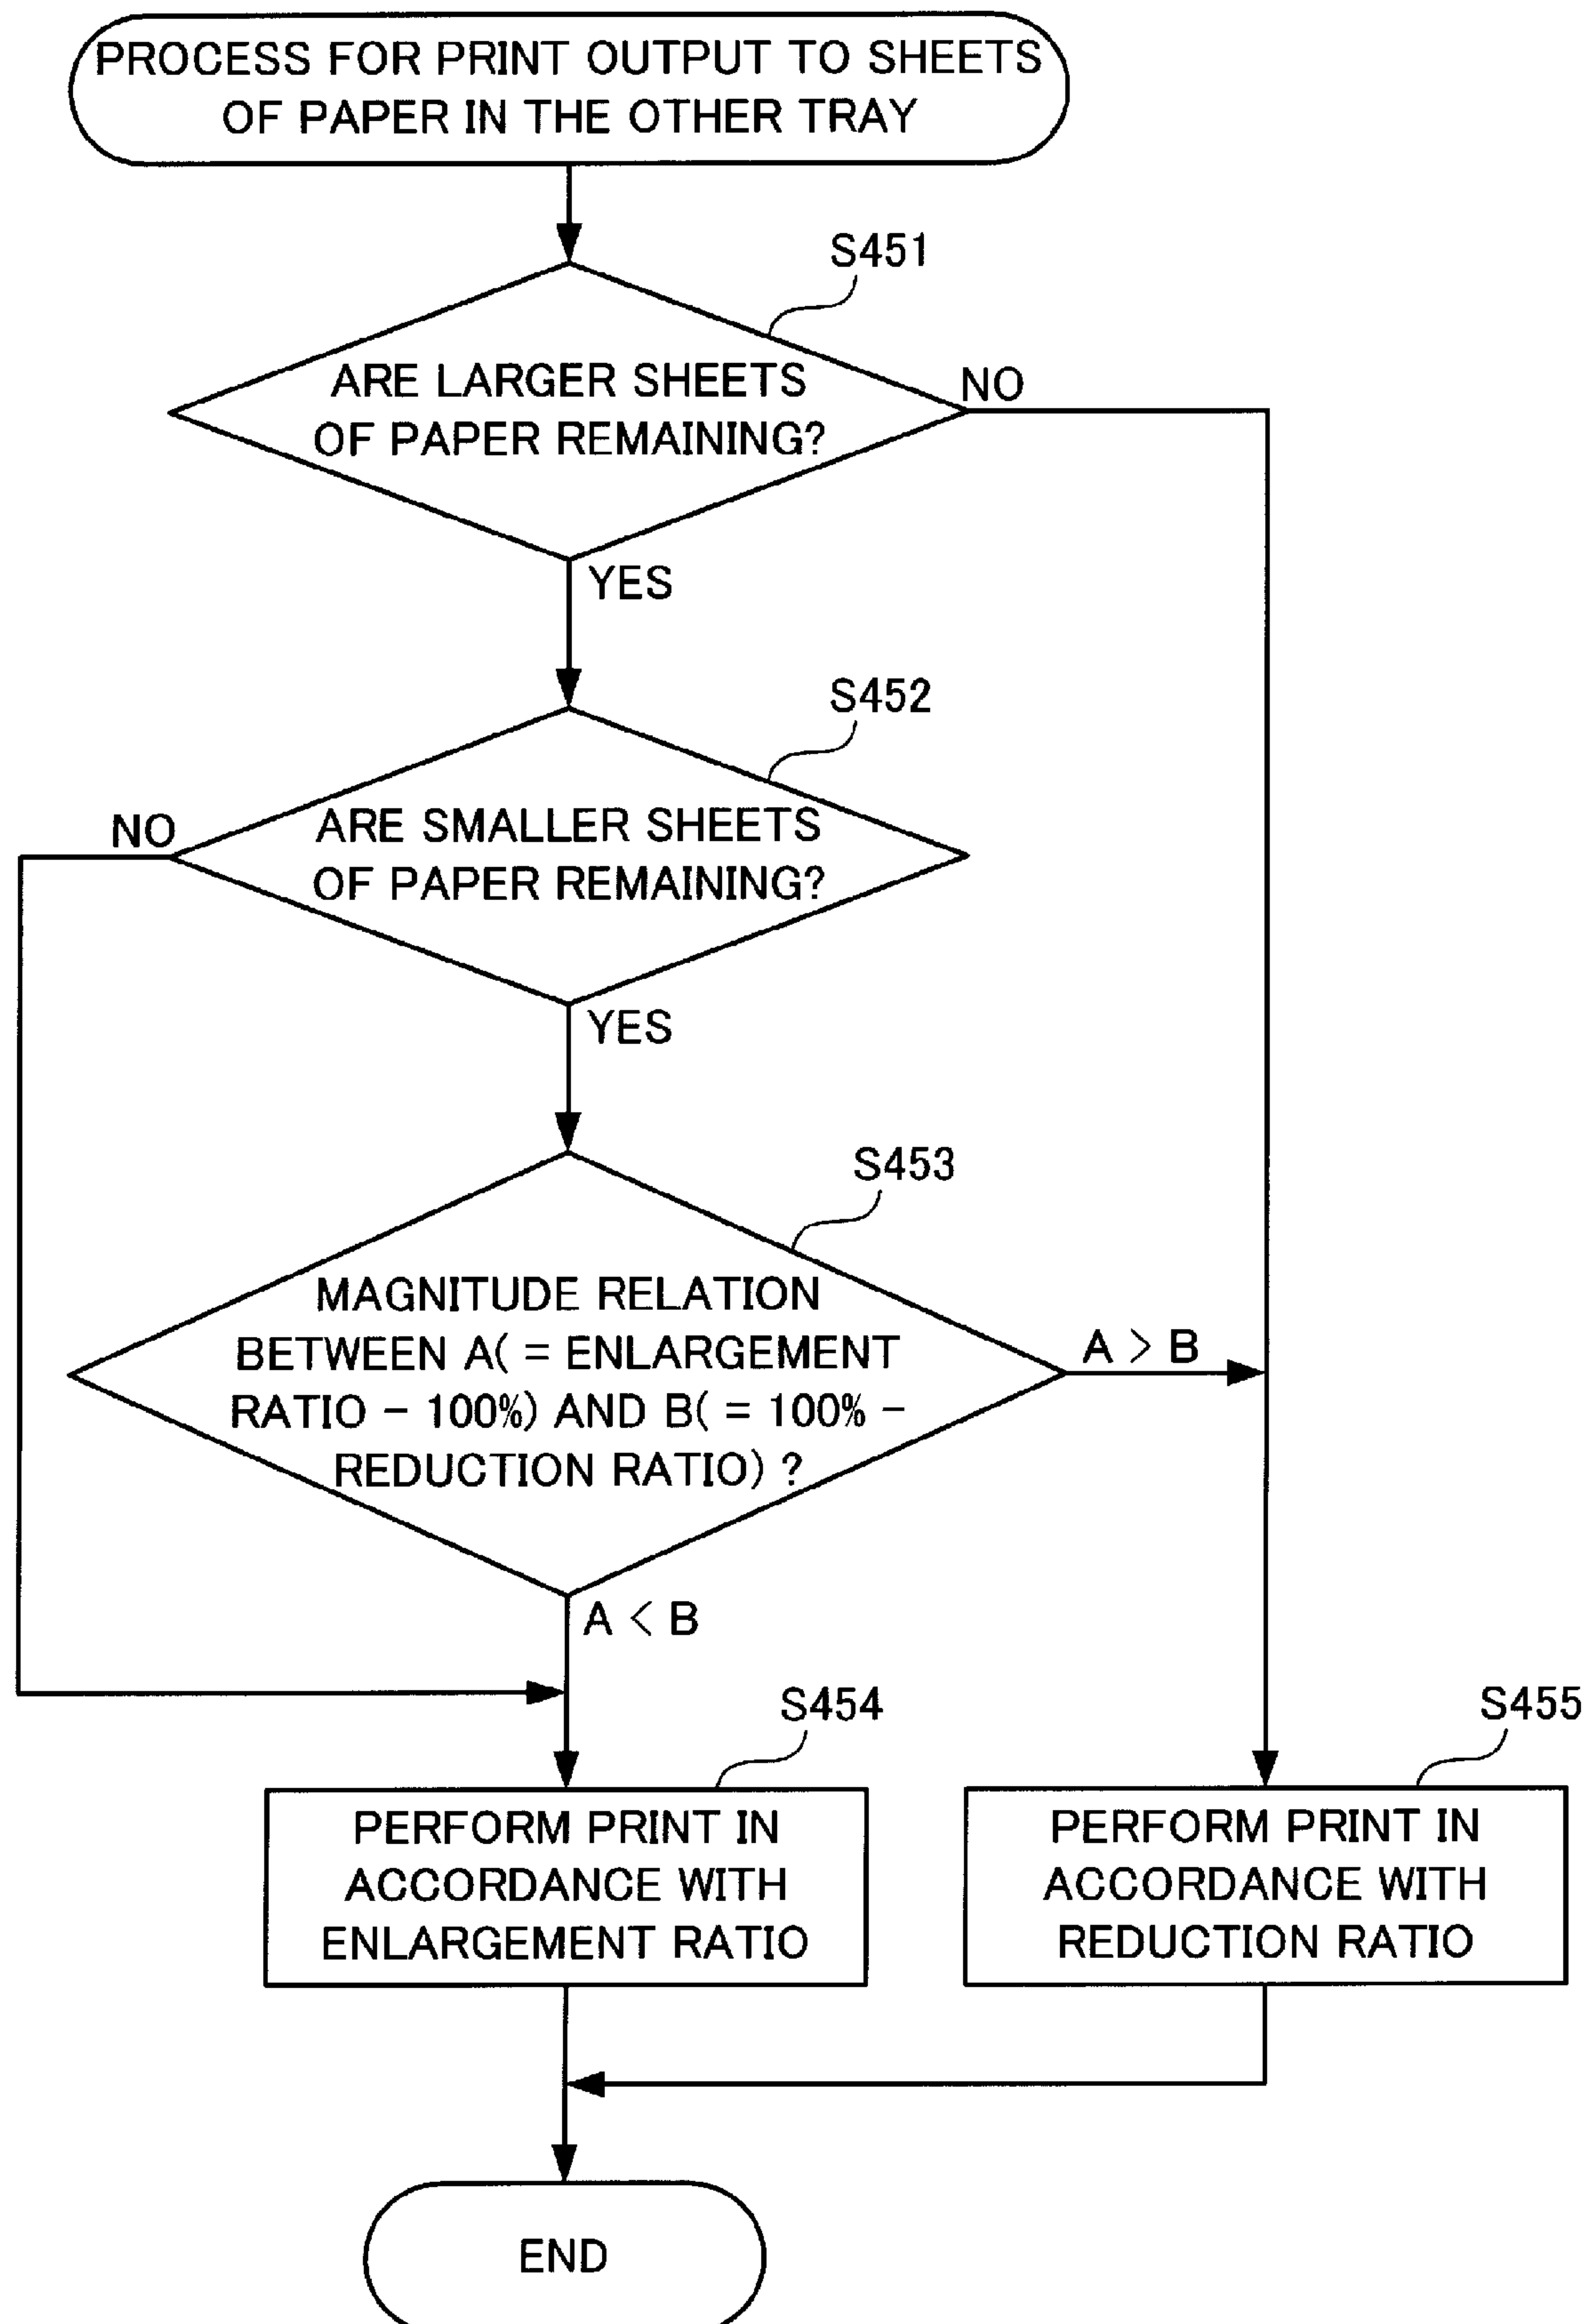 PROCESS FOR PRINT OUTPUT TO SHEETS
OF PAPER IN THE OTHER TRAY
S451
ARE LARGER SHEETS
OF PAPER REMAINING?
NO
YES
S452
NO
ARE SMALLER SHEETS
OF PAPER REMAINING?
YES
S453
MAGNITUDE RELATION
BETWEEN A( = ENLARGEMENT
RATIO - 100%) AND B( = 100% -
REDUCTION RATIO) ?
A > B
A < B
S454
PERFORM PRINT IN
ACCORDANCE WITH
ENLARGEMENT RATIO
S455
PERFORM PRINT IN
ACCORDANCE WITH
REDUCTION RATIO
END